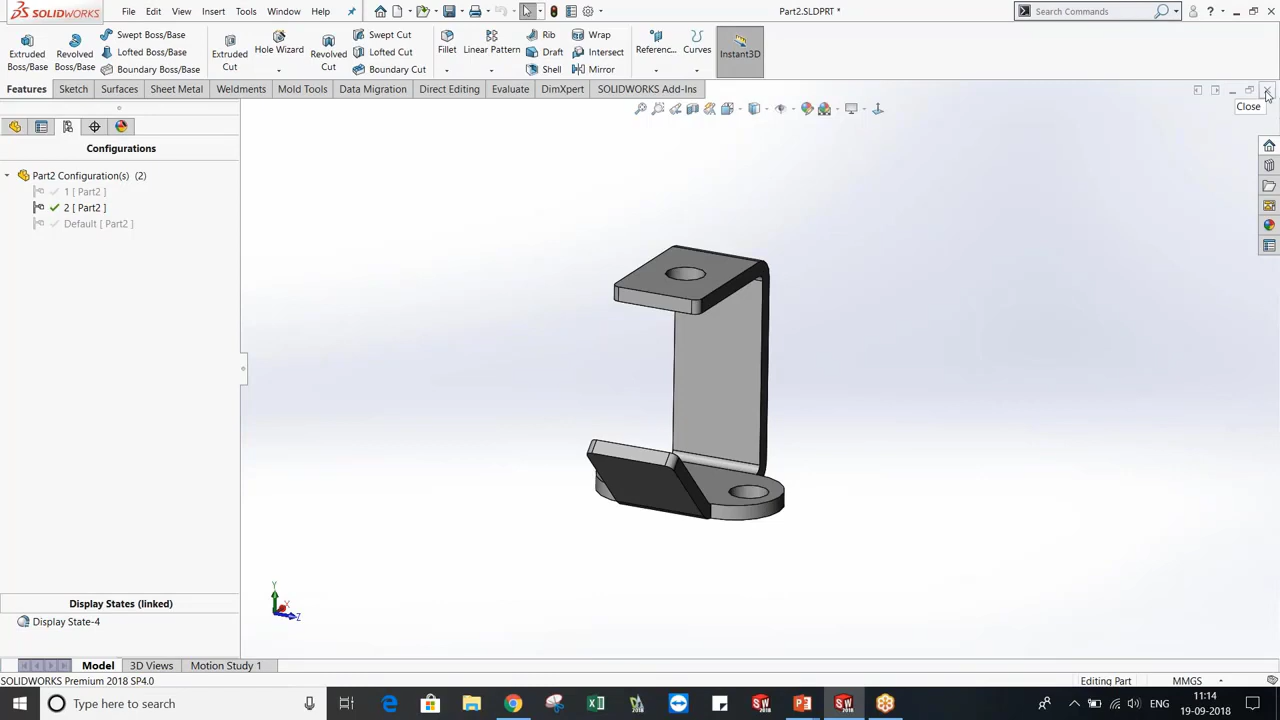 SOLIDWORKS File Edit View Insert Tools Window Help Part2.SLDPRT * Search Commands
Extruded Boss/Base Revolved Boss/Base Swept Boss/Base Lofted Boss/Base Boundary Boss/Base Extruded Cut Hole Wizard Revolved Cut Swept Cut Lofted Cut Boundary Cut Fillet Linear Pattern Rib Draft Shell Wrap Intersect Mirror Referenc... Curves Instant3D
Features Sketch Surfaces Sheet Metal Weldments Mold Tools Data Migration Direct Editing Evaluate DimXpert SOLIDWORKS Add-Ins
Close
Configurations
Part2 Configuration(s) (2)
1 [ Part2 ]
2 [ Part2 ]
Default [ Part2 ]
Y
X
Z
Display States (linked)
Display State-4
Model 3D Views Motion Study 1
SOLIDWORKS Premium 2018 SP4.0 Editing Part MMGS
Type here to search ENG 11:14
19-09-2018